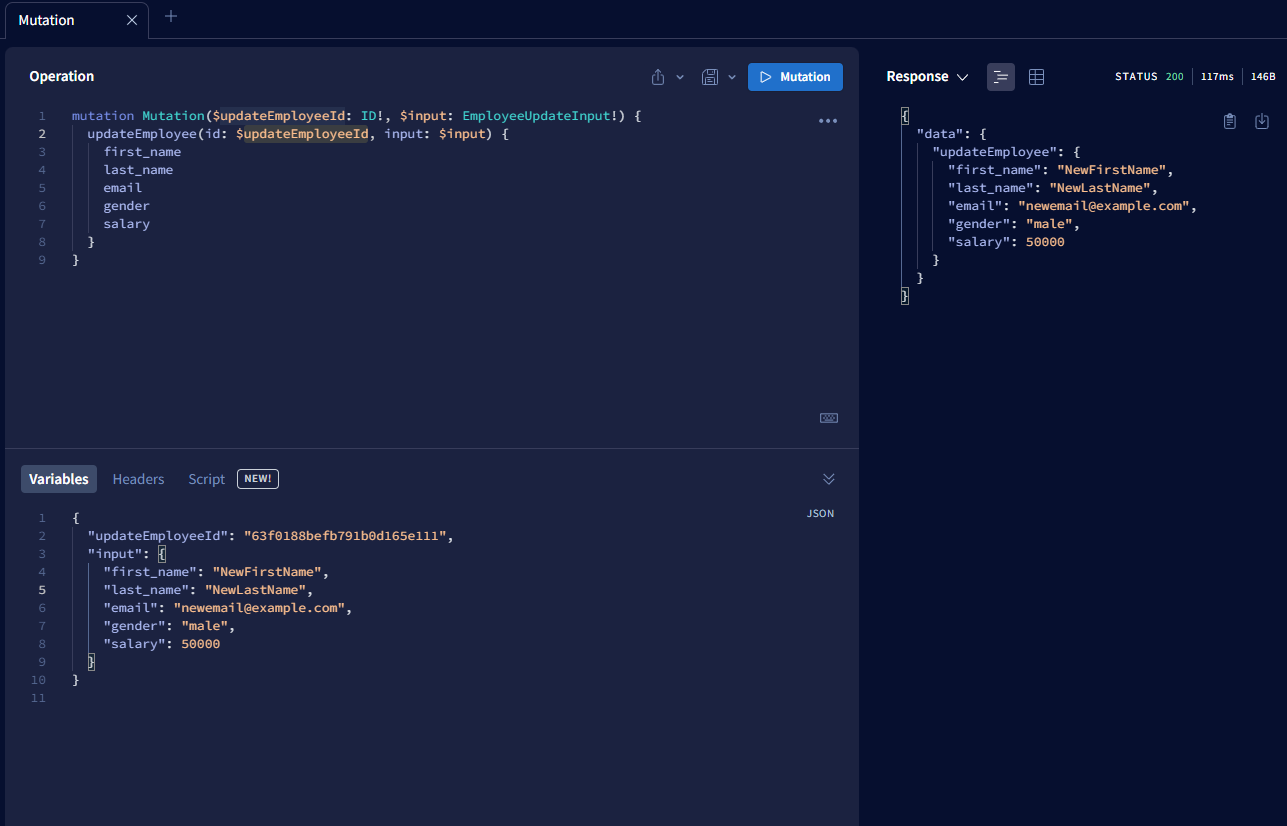 Mutation
Operation
Mutation
1 mutation Mutation($updateEmployeeId: ID!, $input: EmployeeUpdateInput!) {
2 updateEmployee(id: $updateEmployeeId, input: $input) {
3 first_name
4 last_name
5 email
6 gender
7 salary
8 }
9 }
Variables Headers Script NEW!
JSON
1 {
2 "updateEmployeeId": "63f0188befb791b0d165e111",
3 "input": {
4 "first_name": "NewFirstName",
5 "last_name": "NewLastName",
6 "email": "newemail@example.com",
7 "gender": "male",
8 "salary": 50000
9 }
10 }
11
Response STATUS 200 117ms 146B
{
"data": {
"updateEmployee": {
"first_name": "NewFirstName",
"last_name": "NewLastName",
"email": "newemail@example.com",
"gender": "male",
"salary": 50000
}
}
}